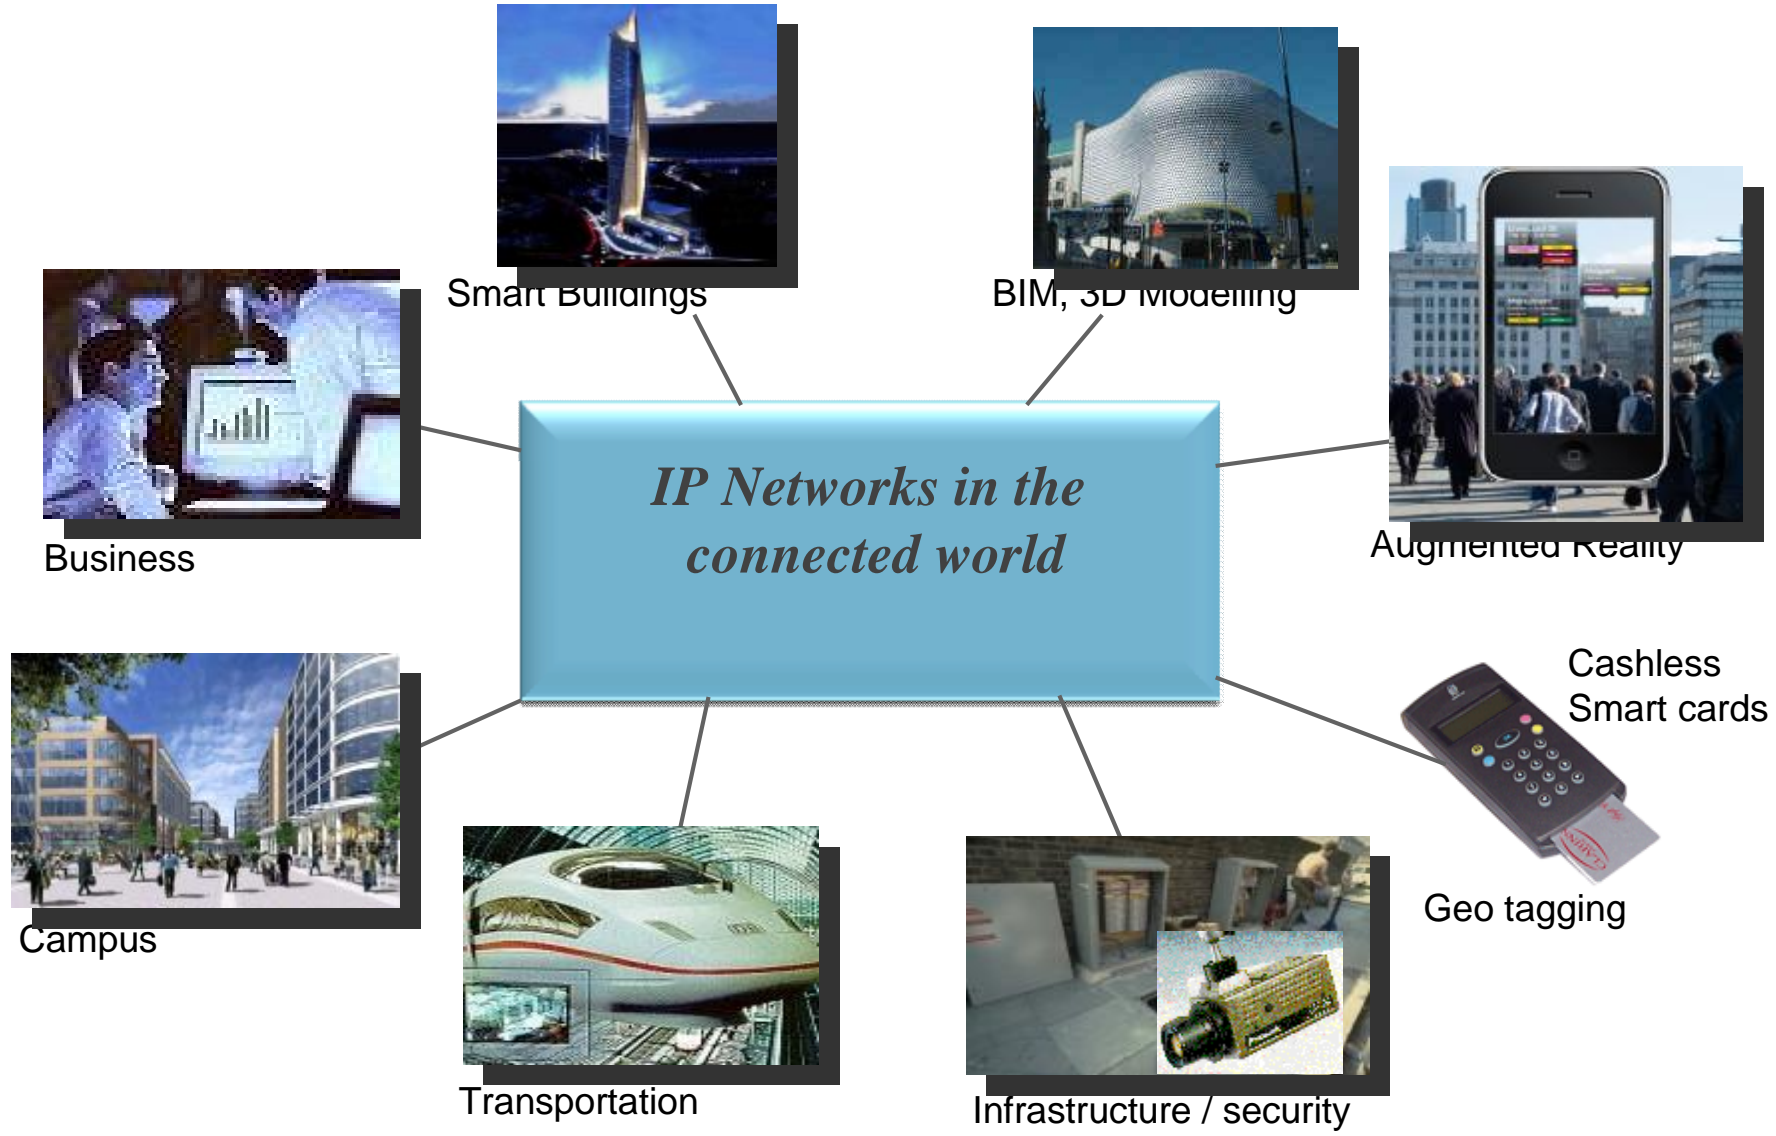 Smart Buildings
BIM, 3D Modelling
Business
IP Networks in the
connected world
Augmented Reality
Cashless
Smart cards
Geo tagging
Campus
Transportation
Infrastructure / security